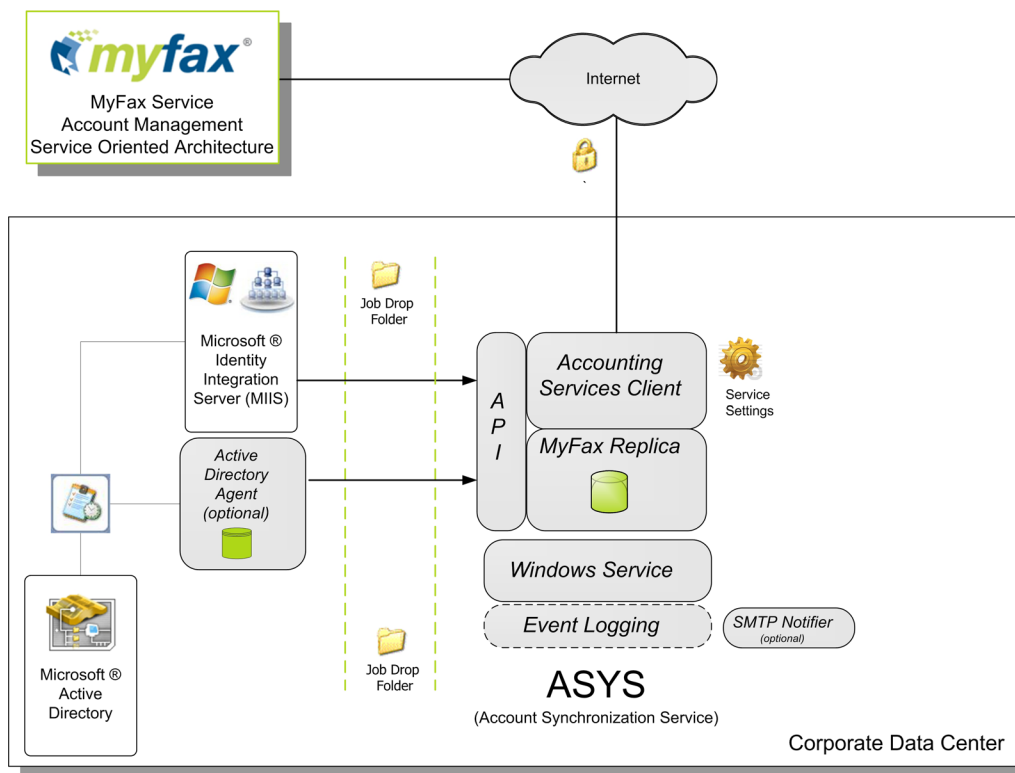 myfax®
MyFax Service
Account Management
Service Oriented Architecture
Internet
Job Drop
Folder
Microsoft ®
Identity
Integration
Server (MIIS)
Accounting
Services Client
A
P
I
Service
Settings
MyFax Replica
Active
Directory
Agent
(optional)
Windows Service
Event Logging
SMTP Notifier
(optional)
Job Drop
Folder
Microsoft ®
Active
Directory
ASYS
(Account Synchronization Service)
Corporate Data Center